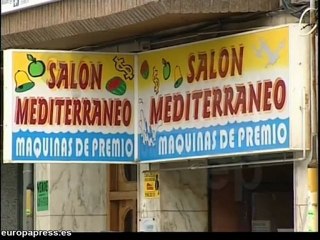 SALON
MEDITERRANEO
MAQUINAS DE PREMIO
SALON
MEDITERRANEO
MAQUINAS DE PREMIO
europapress.es